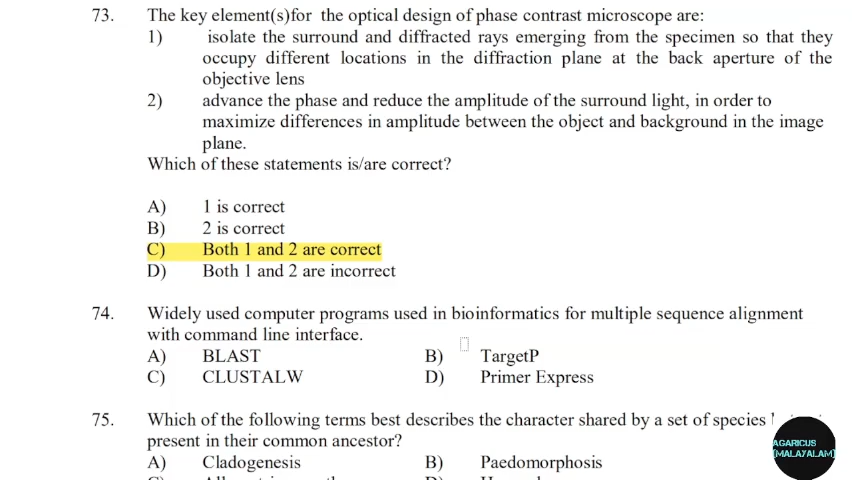 73. The key element(s)for the optical design of phase contrast microscope are:
1) isolate the surround and diffracted rays emerging from the specimen so that they
occupy different locations in the diffraction plane at the back aperture of the
objective lens
2) advance the phase and reduce the amplitude of the surround light, in order to
maximize differences in amplitude between the object and background in the image
plane.
Which of these statements is/are correct?
A) 1 is correct
B) 2 is correct
C) Both 1 and 2 are correct
D) Both 1 and 2 are incorrect
74. Widely used computer programs used in bioinformatics for multiple sequence alignment
with command line interface.
A) BLAST B) TargetP
C) CLUSTALW D) Primer Express
75. Which of the following terms best describes the character shared by a set of species
present in their common ancestor?
A) Cladogenesis B) Paedomorphosis
AGARICUS
[MALAYALAM]